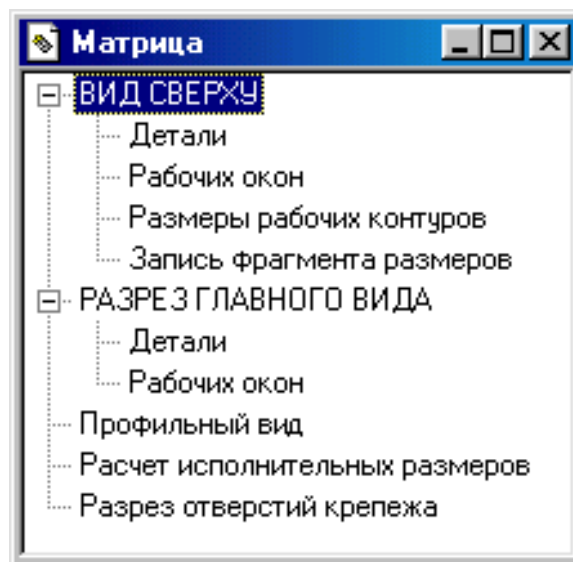 Матрица
ВИД СВЕРХУ
Детали
Рабочих окон
Размеры рабочих контуров
Запись фрагмента размеров
РАЗРЕЗ ГЛАВНОГО ВИДА
Детали
Рабочих окон
Профильный вид
Расчет исполнительных размеров
Разрез отверстий крепежа